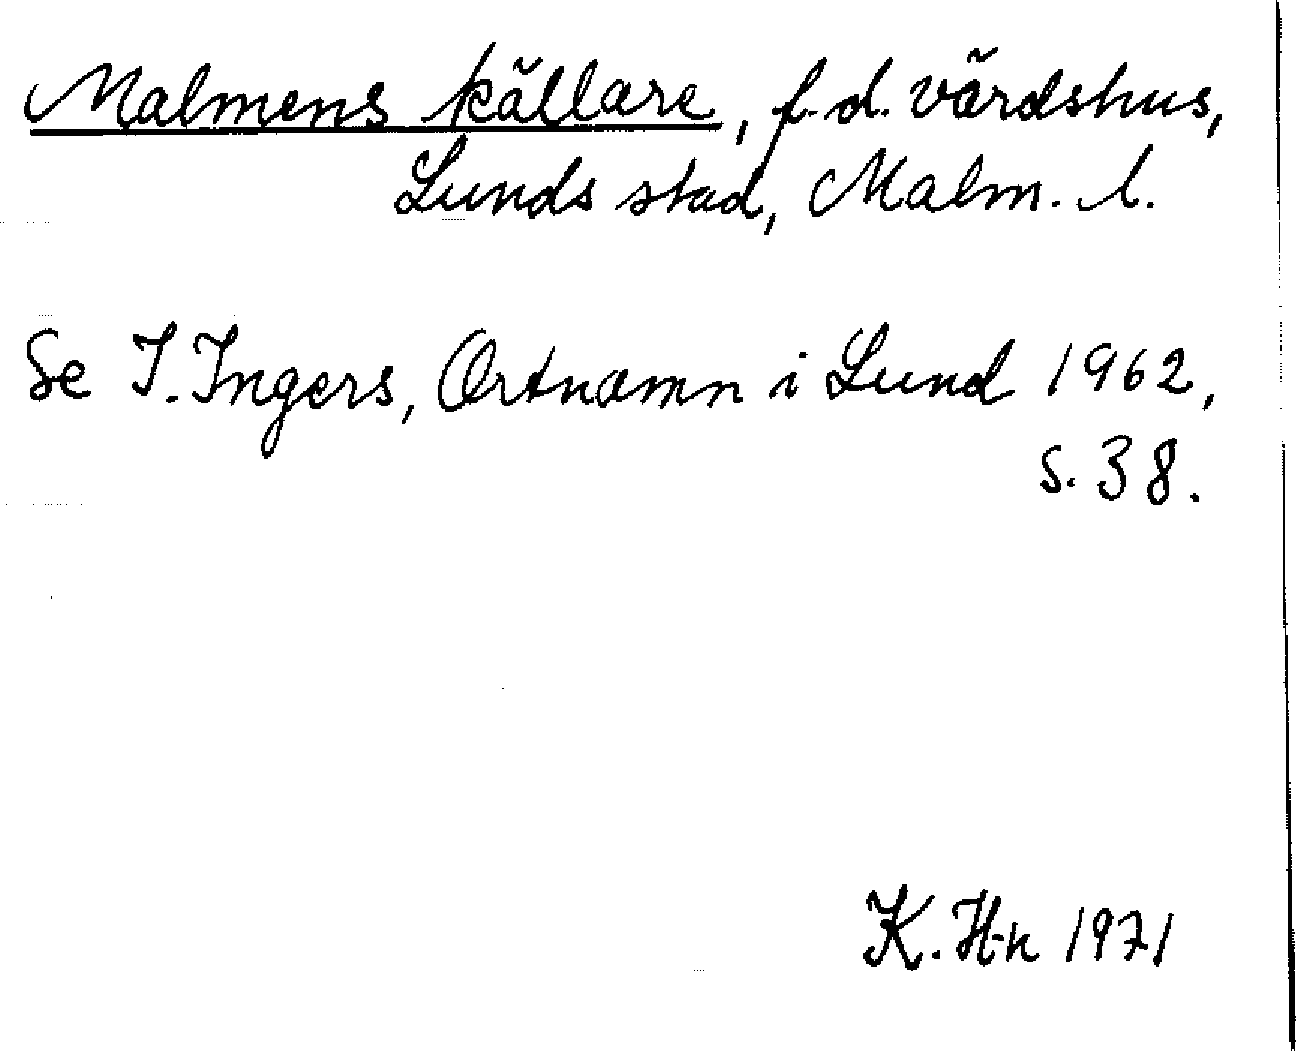 Malmens källare, f.d. värdshus,
Lunds stad, Malm. l.
Se I. Ingers, Ortnamn i Lund 1962,
s. 38.
K. H-n 1971